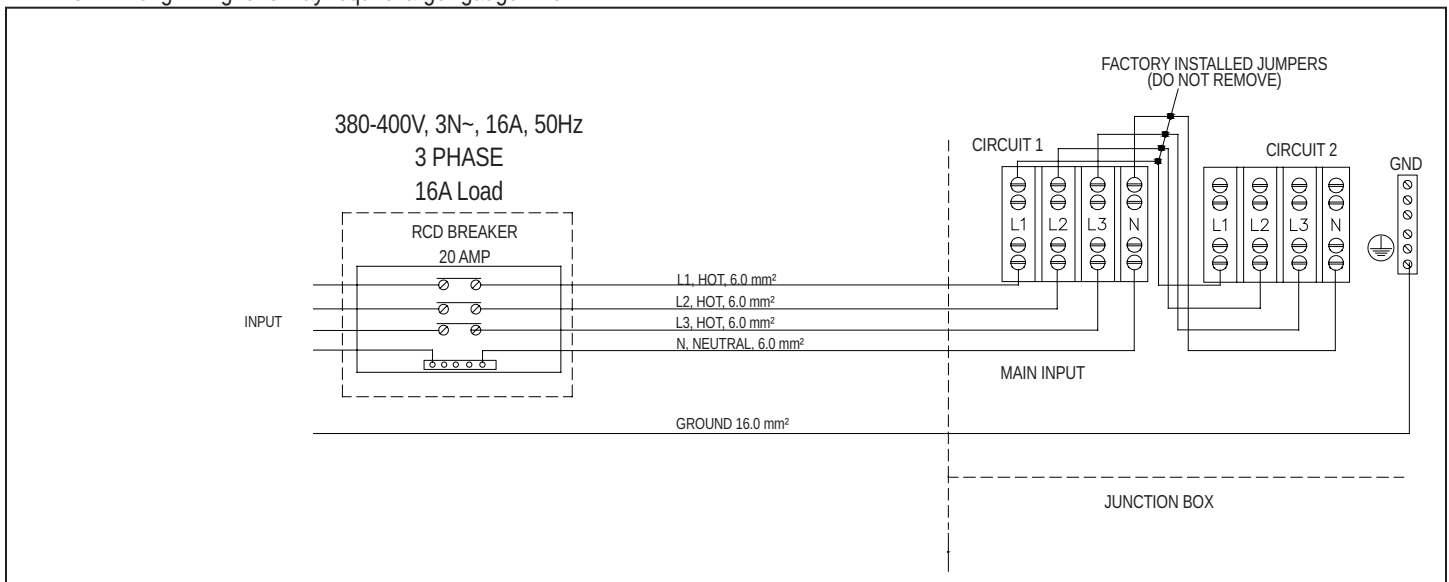 380-400V, 3N~, 16A, 50Hz
3 PHASE
16A Load
RCD BREAKER
20 AMP
INPUT
L1, HOT, 6.0 mm²
L2, HOT, 6.0 mm²
L3, HOT, 6.0 mm²
N, NEUTRAL, 6.0 mm²
GROUND 16.0 mm²
FACTORY INSTALLED JUMPERS
(DO NOT REMOVE)
CIRCUIT 1
L1 L2 L3 N
CIRCUIT 2
L1 L2 L3 N
GND
MAIN INPUT
JUNCTION BOX